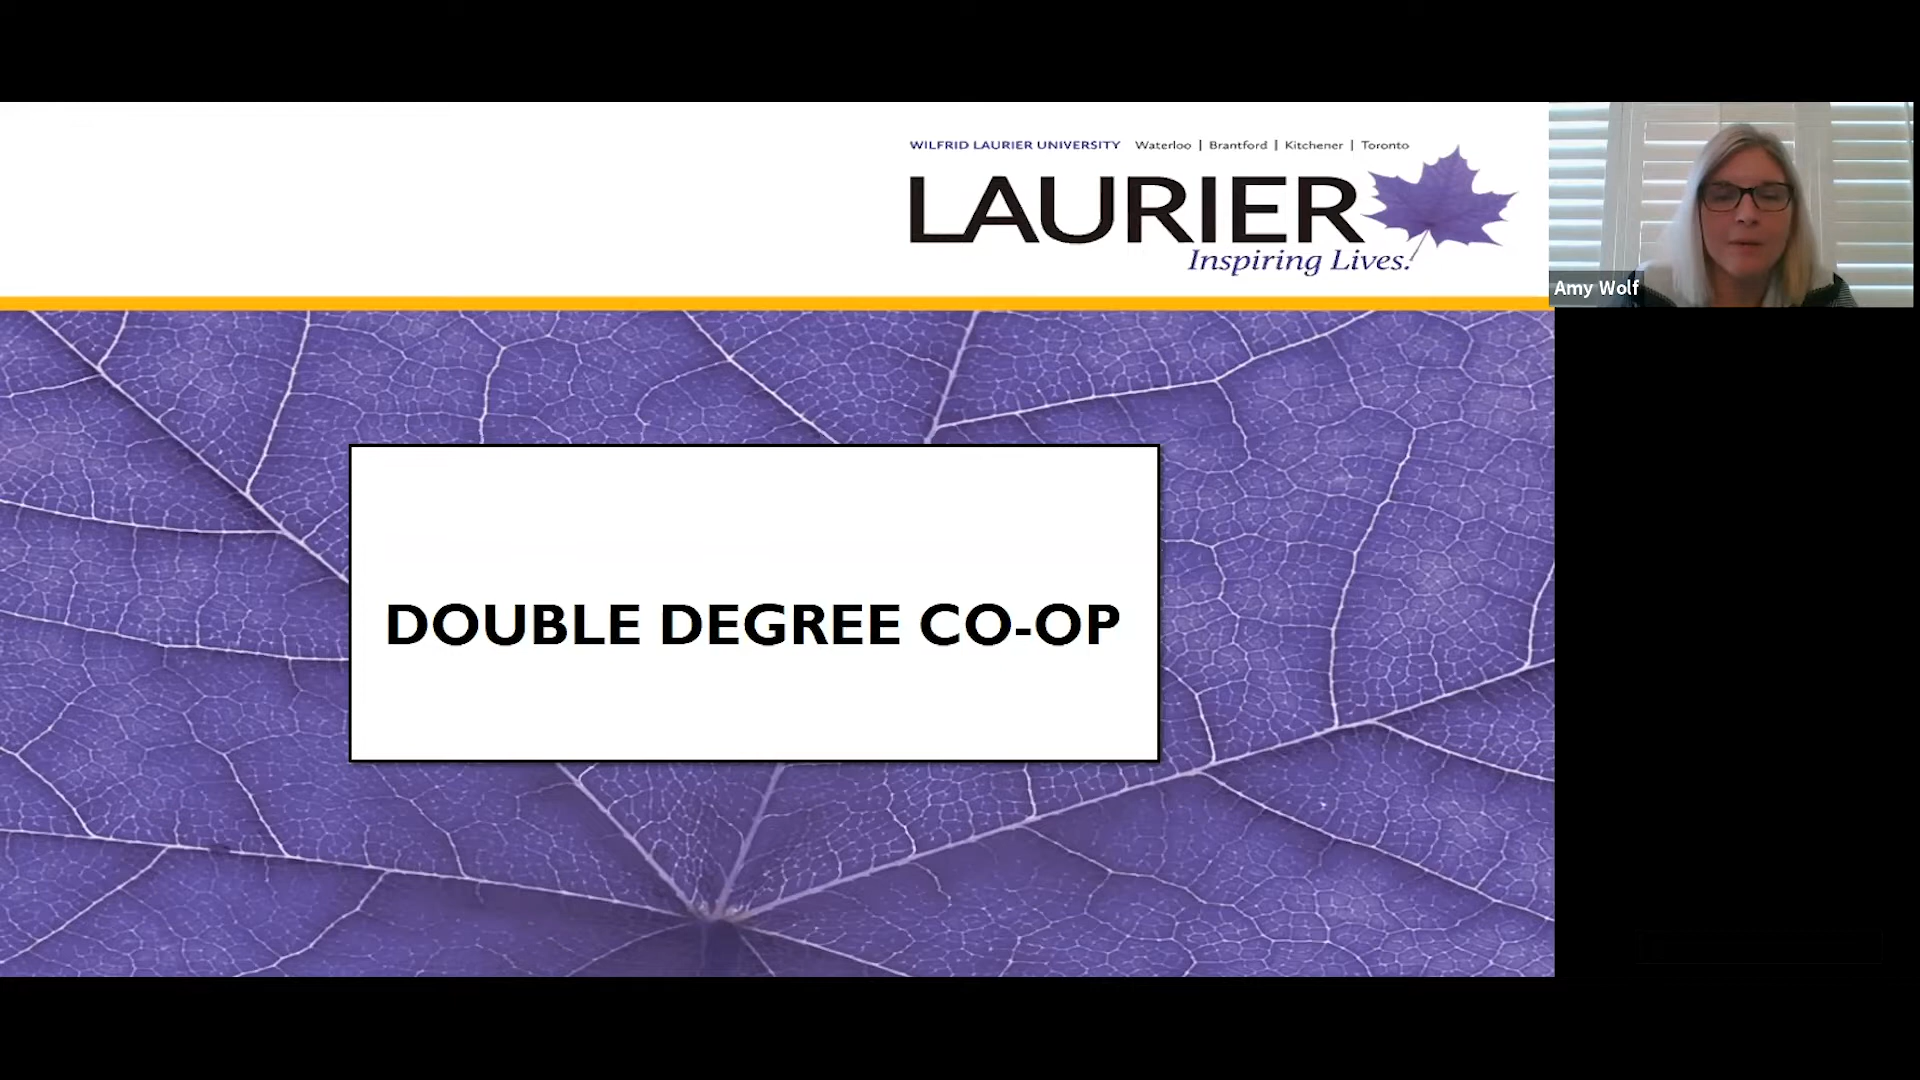 WILFRID LAURIER UNIVERSITY Waterloo | Brantford | Kitchener | Toronto
LAURIER
Inspiring Lives.
Amy Wolf
DOUBLE DEGREE CO-OP